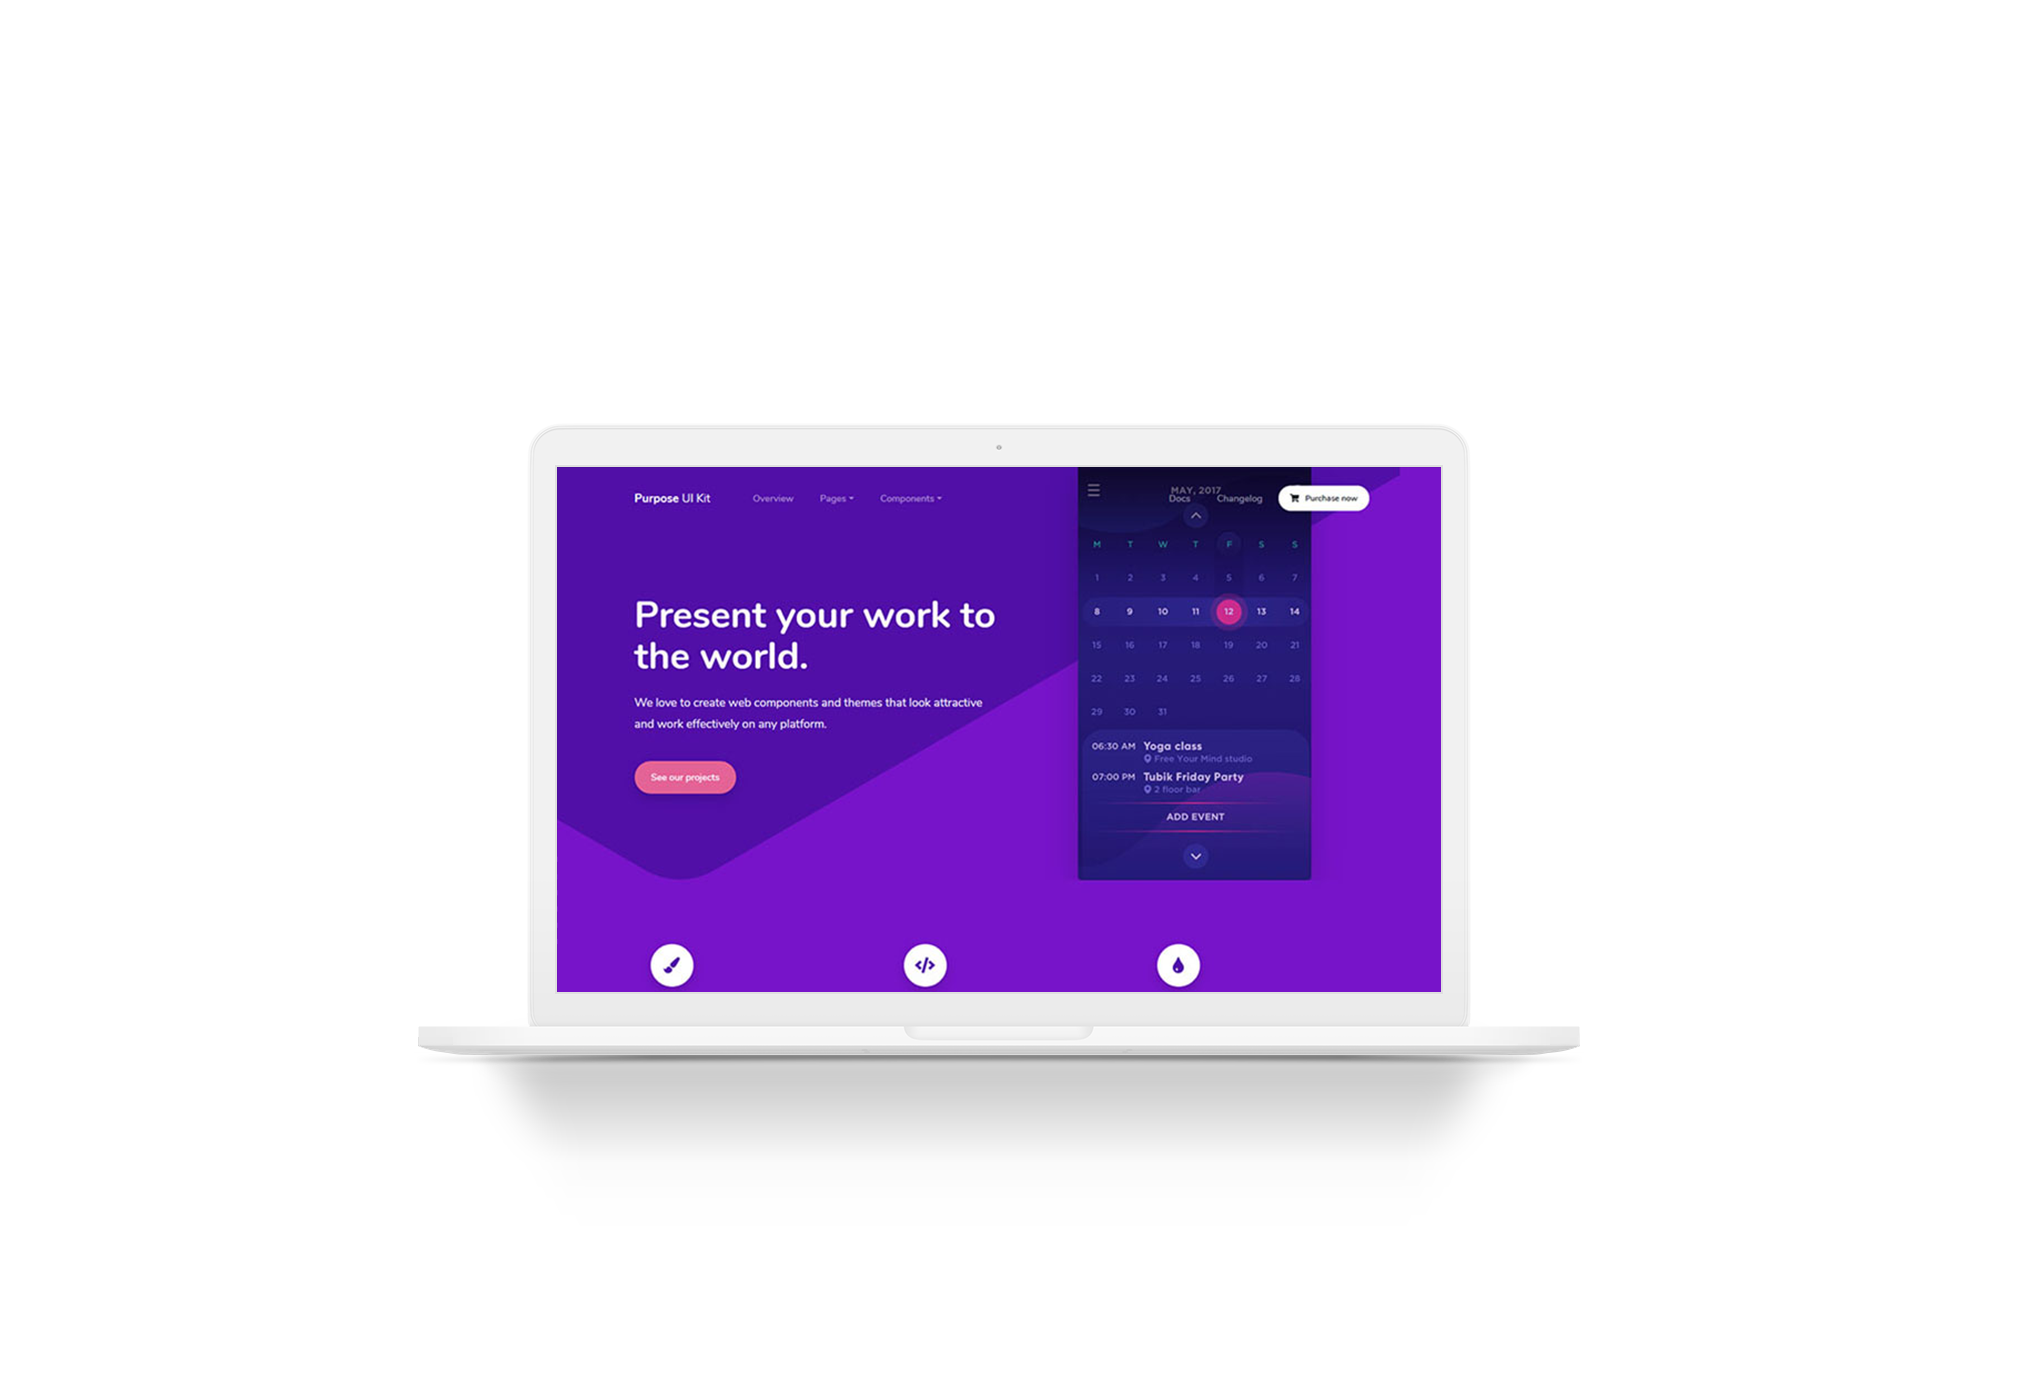 Purpose UI Kit
Overview
Pages
Components
MAY, 2017
Docs
Changelog
Purchase now
Present your work to
the world.
We love to create web components and themes that look attractive
and work effectively on any platform.
See our projects
M T W T F S S
1 2 3 4 5 6 7
8 9 10 11 12 13 14
15 16 17 18 19 20 21
22 23 24 25 26 27 28
29 30 31
06:30 AM Yoga class
Free Your Mind studio
07:00 PM Tubik Friday Party
2 floor bar
ADD EVENT